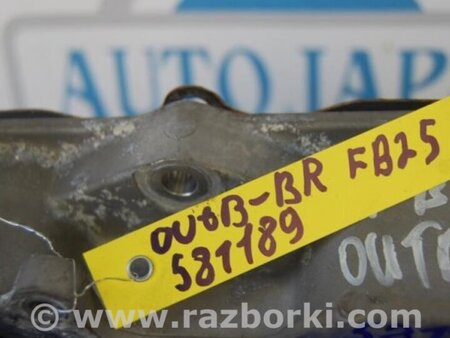 AUTO JAP
OUTB-BR FB25
581189
OUT
www.razborki.com